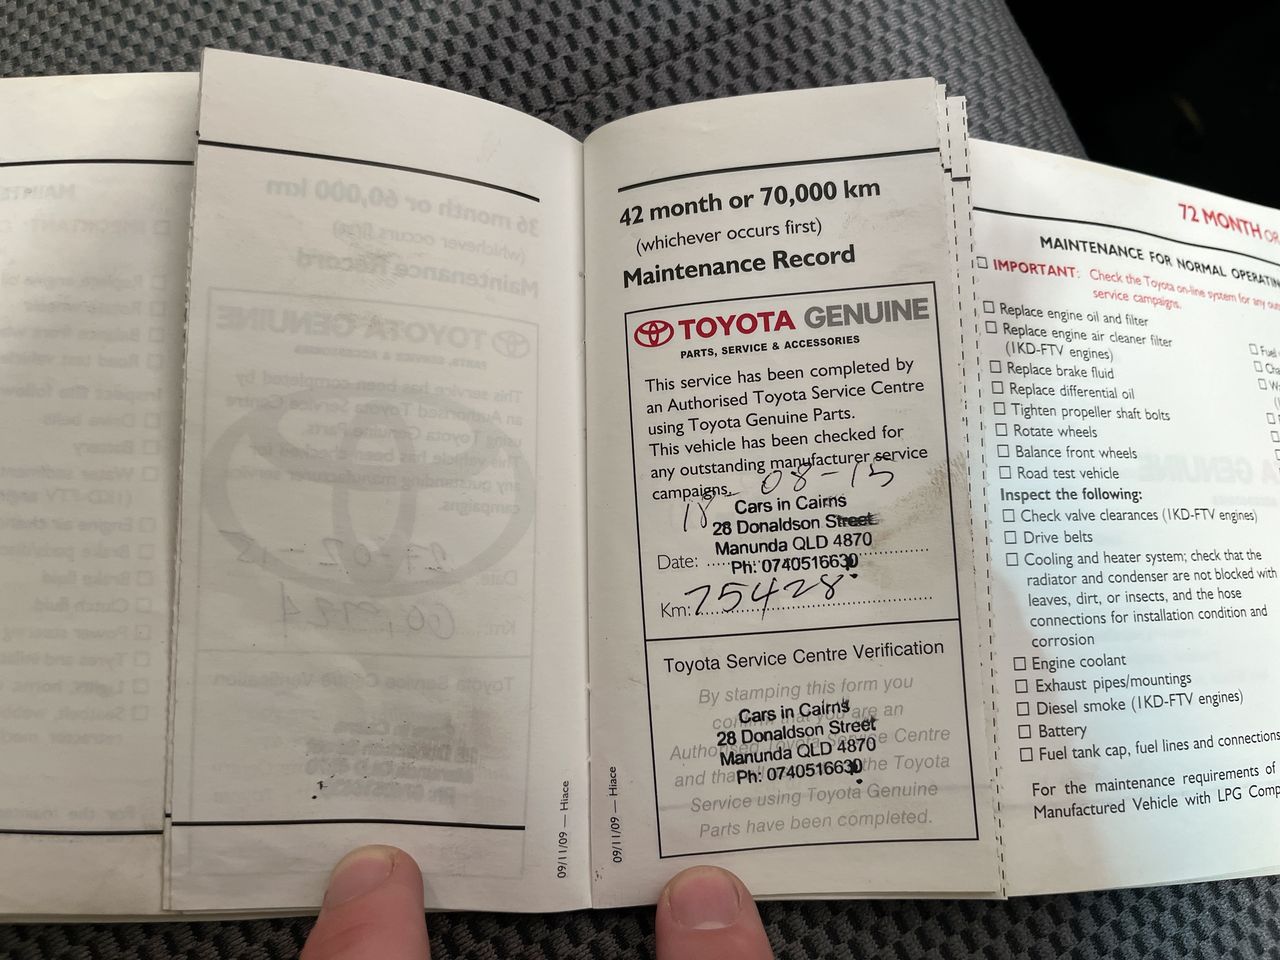 42 month or 70,000 km
(whichever occurs first)
Maintenance Record
TOYOTA GENUINE
PARTS, SERVICE & ACCESSORIES
This service has been completed by
an Authorised Toyota Service Centre
using Toyota Genuine Parts.
This vehicle has been checked for
any outstanding manufacturer service
campaigns.
18 - 08-15
Cars in Cairns
28 Donaldson Street
Manunda QLD 4870
Date: Ph: 0740516630
Km: 75428
Toyota Service Centre Verification
By stamping this form you
confirm that you are an
Authorised Toyota Service Centre
and that all the Toyota
Service using Toyota Genuine
Parts have been completed.
Cars in Cairns
28 Donaldson Street
Manunda QLD 4870
Ph: 0740516630
09/11/09 — Hiace
09/11/09 — Hiace
72 MONTH OR
MAINTENANCE FOR NORMAL OPERATIN
IMPORTANT: Check the Toyota on-line system for any
service campaigns.
Replace engine oil and filter
Replace engine air cleaner filter
(1KD-FTV engines)
Replace brake fluid
Replace differential oil
Tighten propeller shaft bolts
Rotate wheels
Balance front wheels
Road test vehicle
Inspect the following:
Check valve clearances (1KD-FTV engines)
Drive belts
Cooling and heater system; check that the
radiator and condenser are not blocked with
leaves, dirt, or insects, and the hose
connections for installation condition and
corrosion
Engine coolant
Exhaust pipes/mountings
Diesel smoke (1KD-FTV engines)
Battery
Fuel tank cap, fuel lines and connections
For the maintenance requirements of
Manufactured Vehicle with LPG Comp